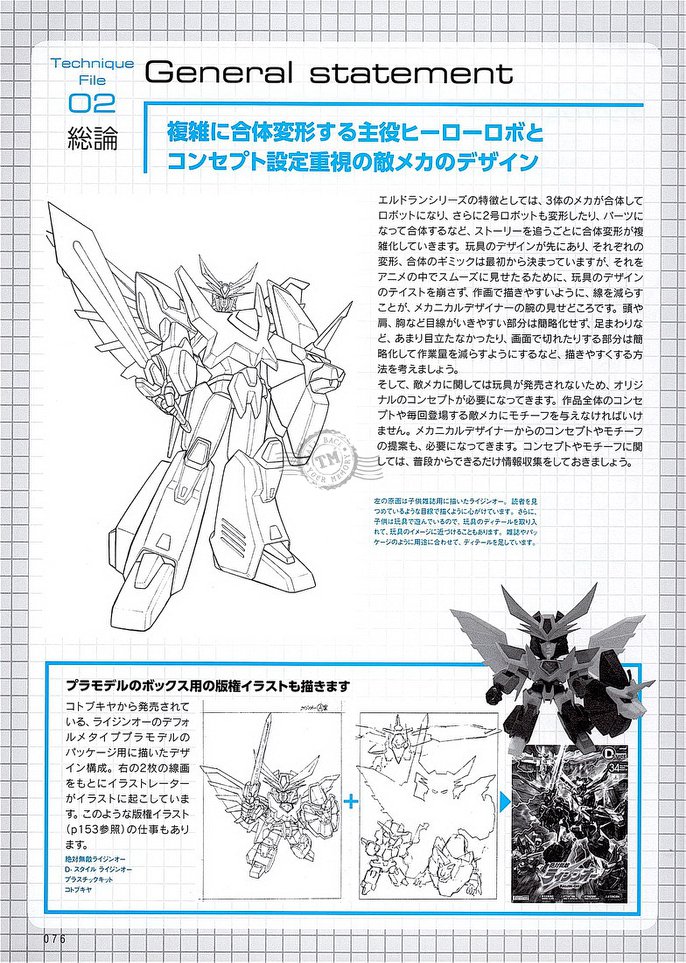 Technique
File
02
総論
General statement
複雑に合体変形する主役ヒーローロボと
コンセプト設定重視の敵メカのデザイン
エルドランシリーズの特徴としては、3体のメカが合体して
ロボットになり、さらに2号ロボットも変形したり、パーツに
なって合体するなど、ストーリーを追うごとに合体変形が複
雑化していきます。玩具のデザインが先にあり、それぞれの
変形、合体のギミックは最初から決まっていますが、それを
アニメの中でスムーズに見せたるために、玩具のデザイン
のテイストを崩さず、作画で描きやすいように、線を減らす
ことが、メカニカルデザイナーの腕の見せどころです。頭や
肩、胸など目線がいきやすい部分は簡略化せず、足まわりな
ど、あまり目立たなかったり、画面で切れたりする部分は簡
略化して作業量を減らすようにするなど、描きやすくする方
法を考えましょう。
そして、敵メカに関しては玩具が発売されないため、オリジ
ナルのコンセプトが必要になってきます。作品全体のコンセ
プトや毎回登場する敵メカにモチーフを与えなければいけ
ません。メカニカルデザイナーからのコンセプトやモチーフ
の提案も、必要になってきます。コンセプトやモチーフに関
しては、普段からできるだけ情報収集をしておきましょう。
左の原画は子供雑誌用に描いたライジンオー。読者を見
つめているような目線で描くように心がけています。さらに、
子供は玩具で遊んでいるので、玩具のディテールを取り入
れて、玩具のイメージに近づけることもあります。雑誌やパッ
ケージのように用途に合わせて、ディテールを足しています。
TM
プラモデルのボックス用の版権イラストも描きます
コトブキヤから発売されて
いる、ライジンオーのデフォ
ルメタイププラモデルの
パッケージ用に描いたデザ
イン構成。右の2枚の線画
をもとにイラストレーター
がイラストに起こしていま
す。このような版権イラスト
(p153参照)の仕事もあり
ます。
絶対無敵ライジンオー
D-スタイル ライジンオー
プラスチックキット
コトブキヤ
+
34
ライジンオー
076